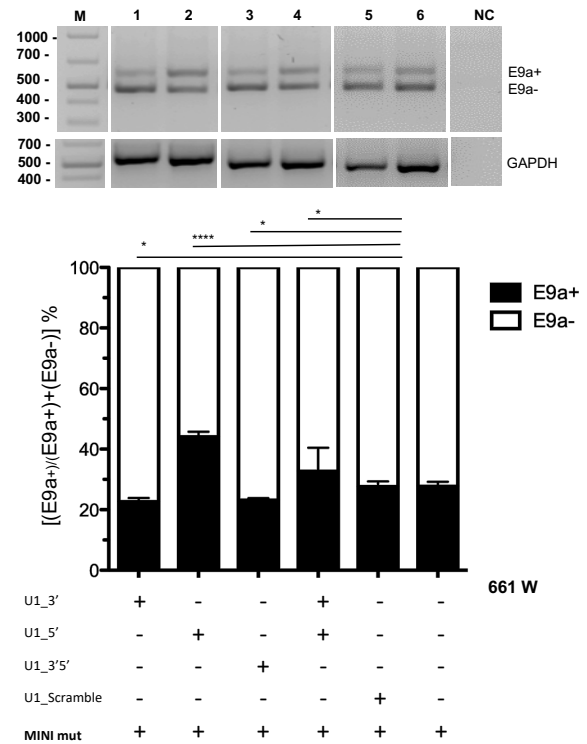 M 1 2 3 4 5 6 NC
1000 -
700 -
500 -
400 -
300 -
E9a+
E9a-
700 -
500 -
400 -
GAPDH
*
*
****
*
100
80
60
40
20
0
[(E9a+)/(E9a+)+(E9a-)] %
E9a+
E9a-
661 W
U1_3' + - - + - -
U1_5' - + - + - -
U1_3'5' - - + - - -
U1_Scramble - - - - + -
MINI mut + + + + + +